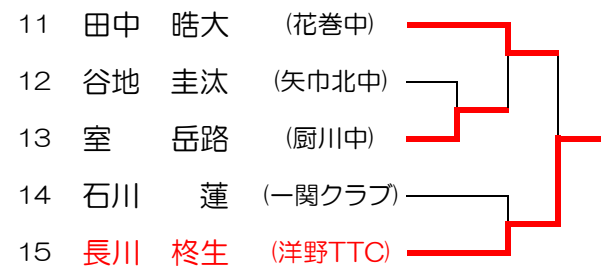 11 田中 晧大 (花巻中)
12 谷地 圭汰 (矢巾北中)
13 室 岳路 (厨川中)
14 石川 蓮 (一関クラブ)
15 長川 柊生 (洋野TTC)